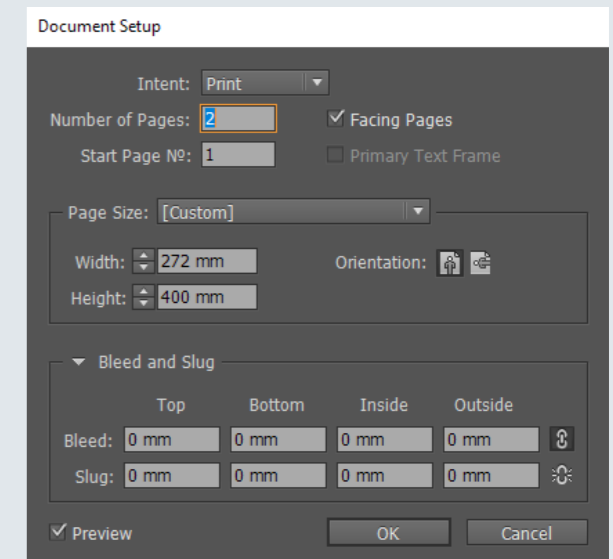 Document Setup
Intent: Print
Number of Pages: 2
Facing Pages
Start Page Nº: 1
Primary Text Frame
Page Size: [Custom]
Width: 272 mm
Orientation:
Height: 400 mm
Bleed and Slug
Top Bottom Inside Outside
Bleed: 0 mm 0 mm 0 mm 0 mm
Slug: 0 mm 0 mm 0 mm 0 mm
Preview OK Cancel